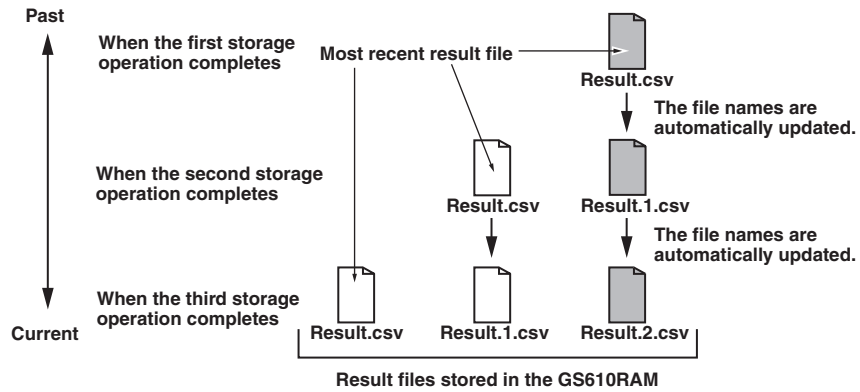 Past
When the first storage
operation completes
Most recent result file
Result.csv
The file names are
automatically updated.
When the second storage
operation completes
Result.csv
Result.1.csv
The file names are
automatically updated.
When the third storage
operation completes
Current
Result.csv
Result.1.csv
Result.2.csv
Result files stored in the GS610RAM